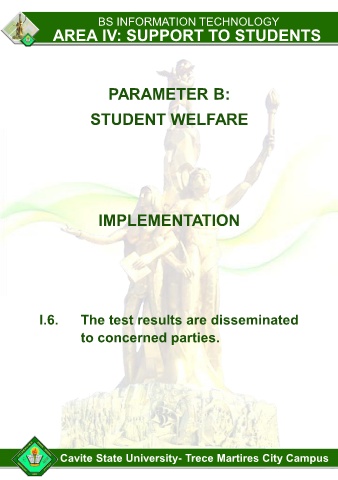 BS INFORMATION TECHNOLOGY
AREA IV: SUPPORT TO STUDENTS
PARAMETER B:
STUDENT WELFARE
IMPLEMENTATION
I.6. The test results are disseminated
to concerned parties.
Cavite State University- Trece Martires City Campus